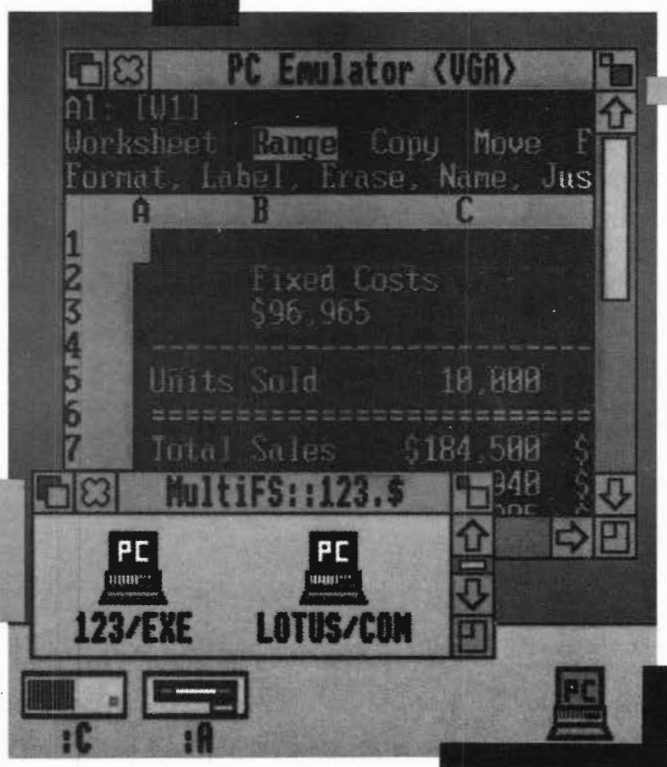 PC Emulator (VGA)
A1: [W1]
Worksheet Range Copy Move F
Format, Label, Erase, Name, Jus
A B C
1
2 Fixed Costs
3 $96,965
4 --------------------------------
5 Units Sold 10,000
6 ================================
7 Total Sales $184,500 $
940 $
MultiFS::123.$
PC PC
123/EXE LOTUS/COM
:C :A
PC